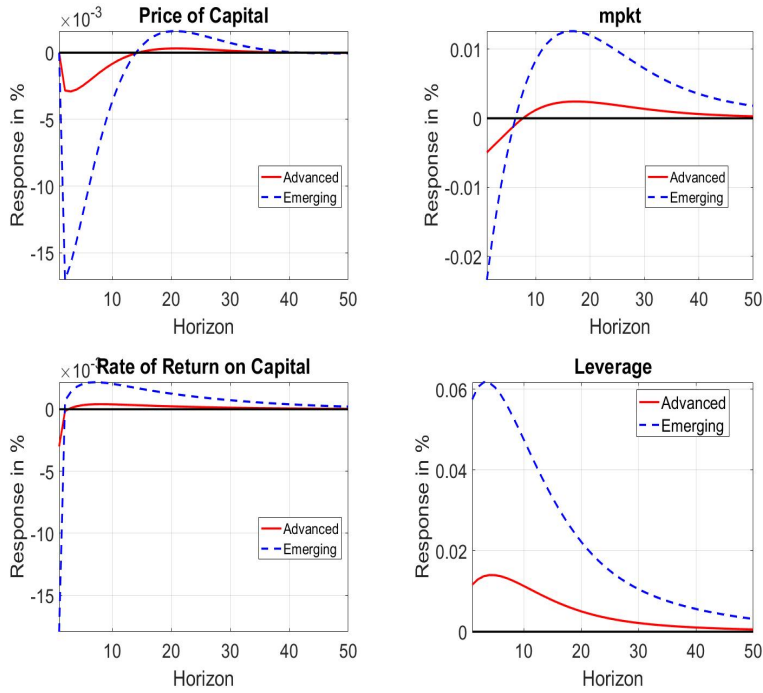 Price of Capital
×10⁻³
0
-5
-10
-15
Response in %
Advanced
Emerging
10 20 30 40 50
Horizon
mpkt
0.01
0
-0.01
-0.02
Response in %
Advanced
Emerging
10 20 30 40 50
Horizon
Rate of Return on Capital
×10
0
-5
-10
-15
Response in %
Advanced
Emerging
10 20 30 40 50
Horizon
Leverage
0.06
0.04
0.02
0
Response in %
Advanced
Emerging
10 20 30 40 50
Horizon